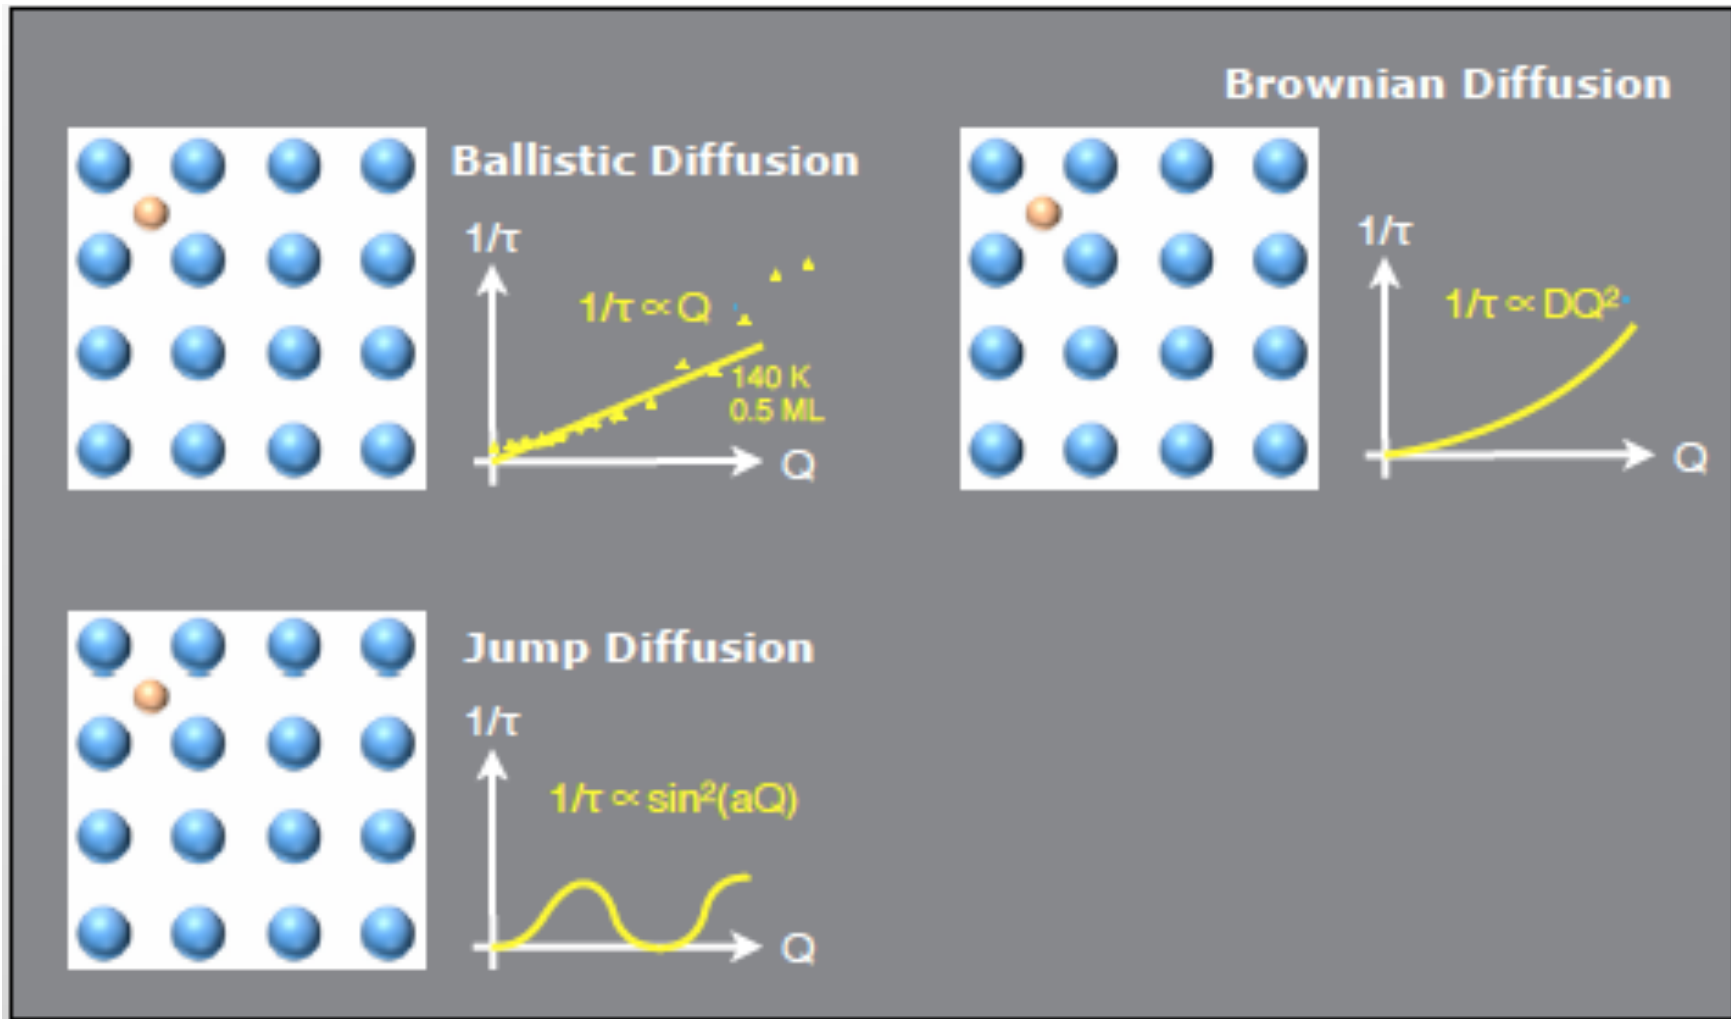 Brownian Diffusion
Ballistic Diffusion
1/τ
1/τ ∝ Q
140 K
0.5 ML
Q
1/τ
1/τ ∝ DQ²
Q
Jump Diffusion
1/τ
1/τ ∝ sin²(aQ)
Q